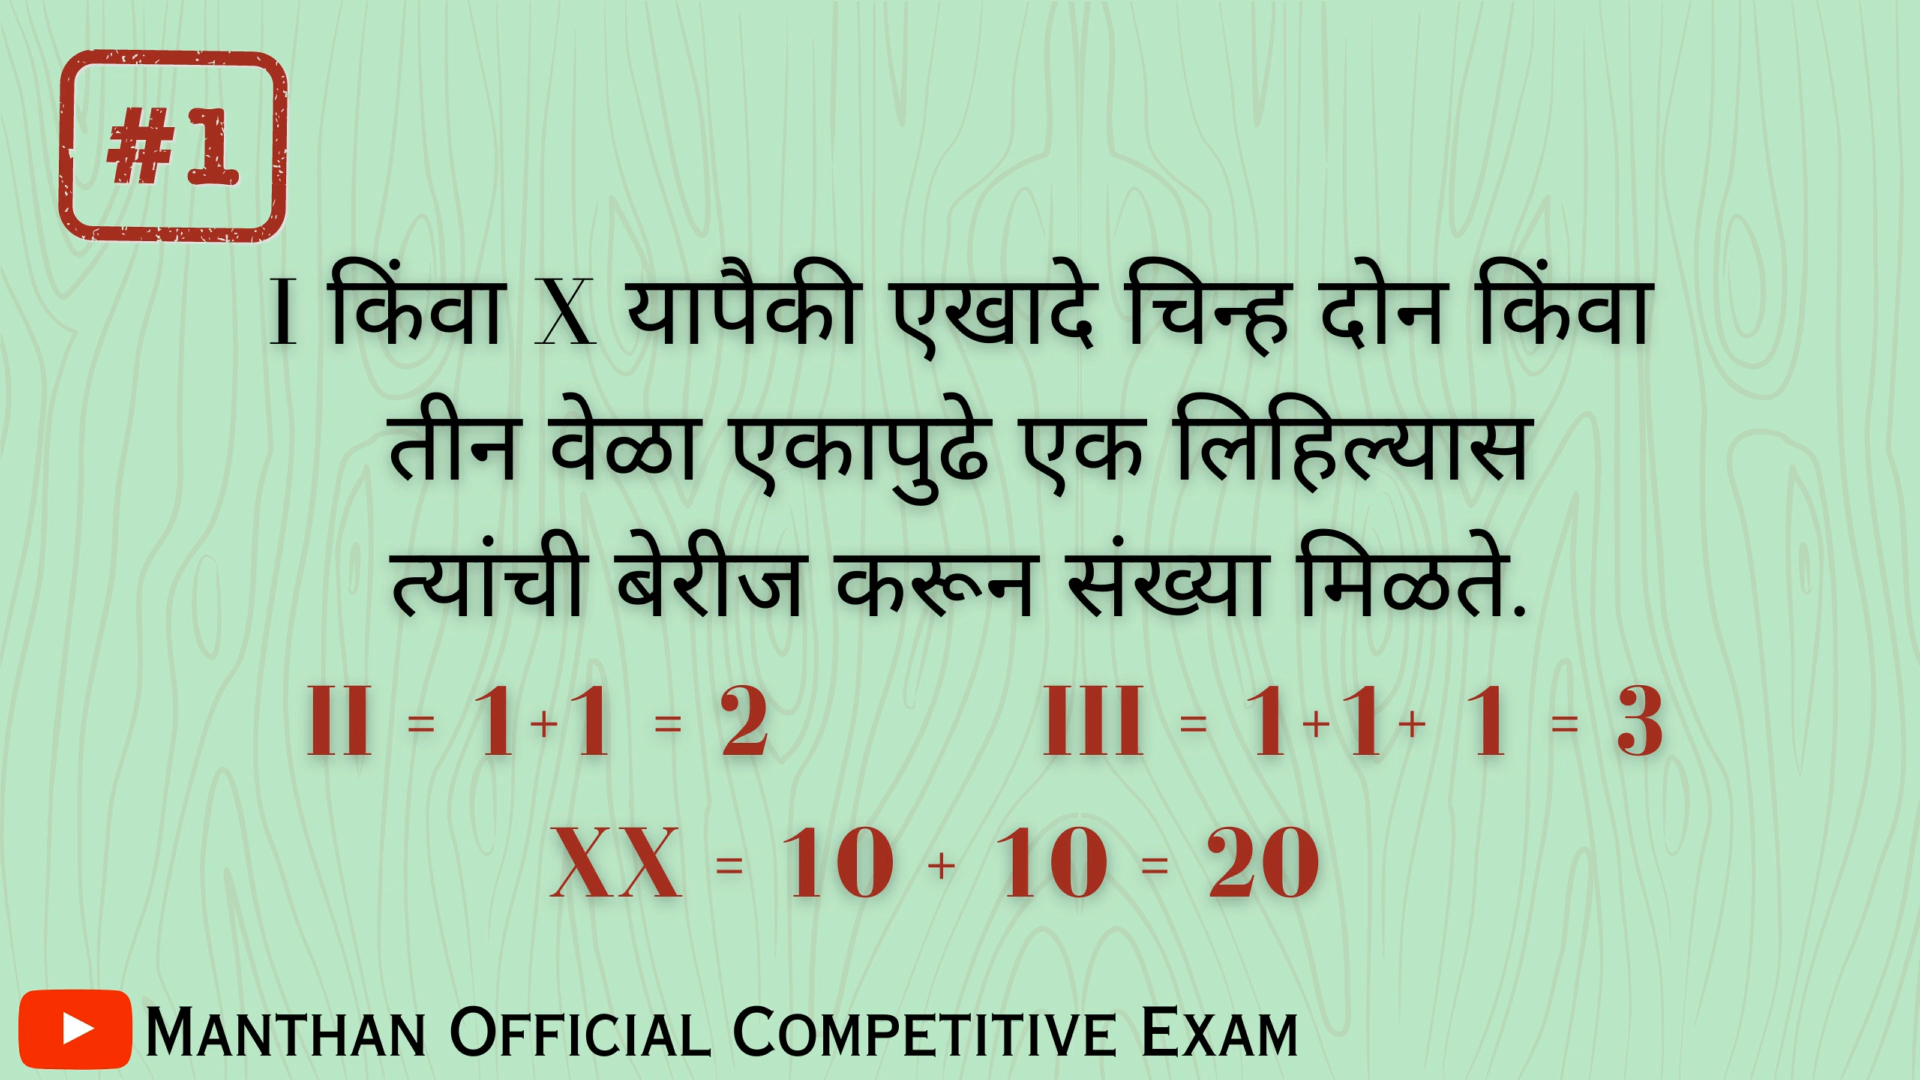 #1
I किंवा X यापैकी एखादे चिन्ह दोन किंवा
तीन वेळा एकापुढे एक लिहिल्यास
त्यांची बेरीज करून संख्या मिळते.
II = 1+1 = 2 III = 1+1+ 1 = 3
XX = 10 + 10 = 20
MANTHAN OFFICIAL COMPETITIVE EXAM